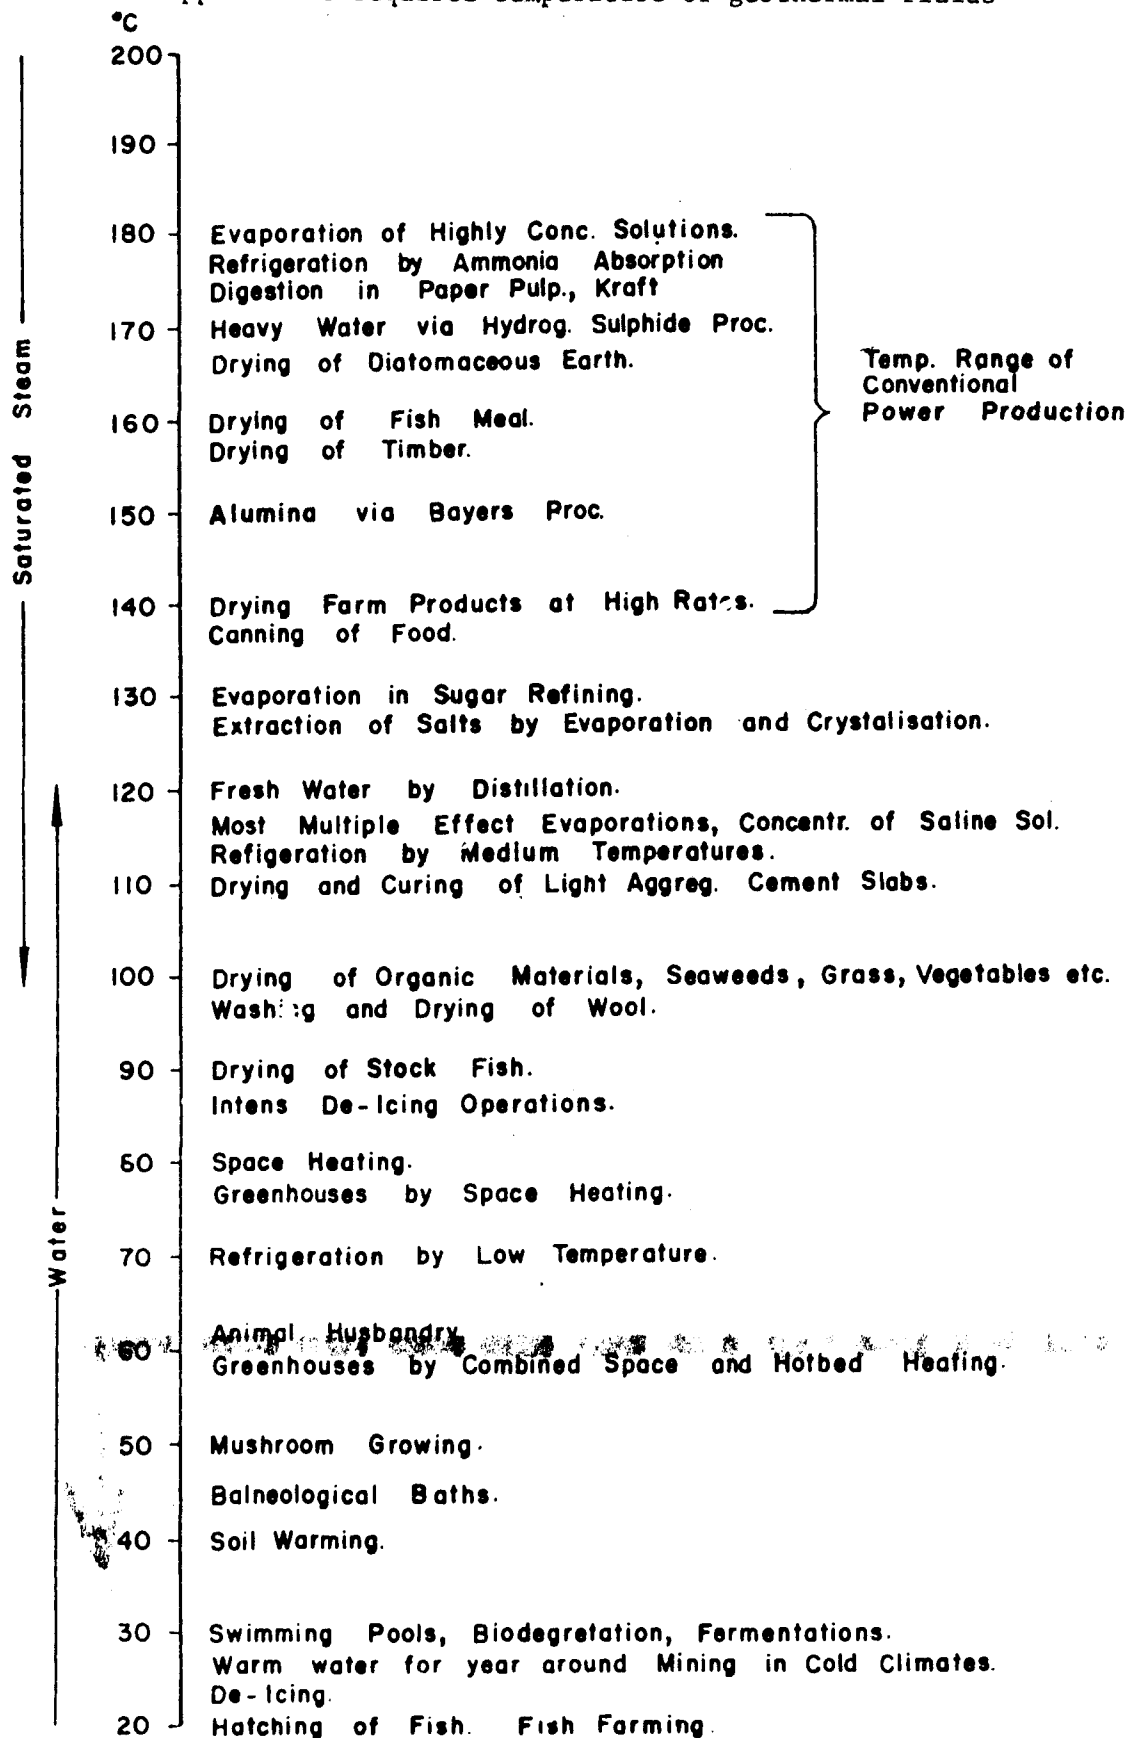 required temperature of geothermal fluids
°C
200
190
180 Evaporation of Highly Conc. Solutions.
Refrigeration by Ammonia Absorption
Digestion in Paper Pulp., Kraft
170 Heavy Water via Hydrog. Sulphide Proc.
Drying of Diatomaceous Earth.
Temp. Range of
Conventional
Power Production
160 Drying of Fish Meal.
Drying of Timber.
150 Alumina via Bayers Proc.
140 Drying Farm Products at High Rates.
Canning of Food.
130 Evaporation in Sugar Refining.
Extraction of Salts by Evaporation and Crystalisation.
120 Fresh Water by Distillation.
Most Multiple Effect Evaporations, Concentr. of Saline Sol.
Refigeration by Medium Temperatures.
110 Drying and Curing of Light Aggreg. Cement Slabs.
100 Drying of Organic Materials, Seaweeds, Grass, Vegetables etc.
Washing and Drying of Wool.
90 Drying of Stock Fish.
Intens De-Icing Operations.
80 Space Heating.
Greenhouses by Space Heating.
70 Refrigeration by Low Temperature.
Animal Husbandry
60
Greenhouses by Combined Space and Hotbed Heating.
50 Mushroom Growing.
Balneological Baths.
40 Soil Warming.
30 Swimming Pools, Biodegretation, Fermentations.
Warm water for year around Mining in Cold Climates.
De-Icing.
20 Hatching of Fish. Fish Farming.
Saturated Steam
Water